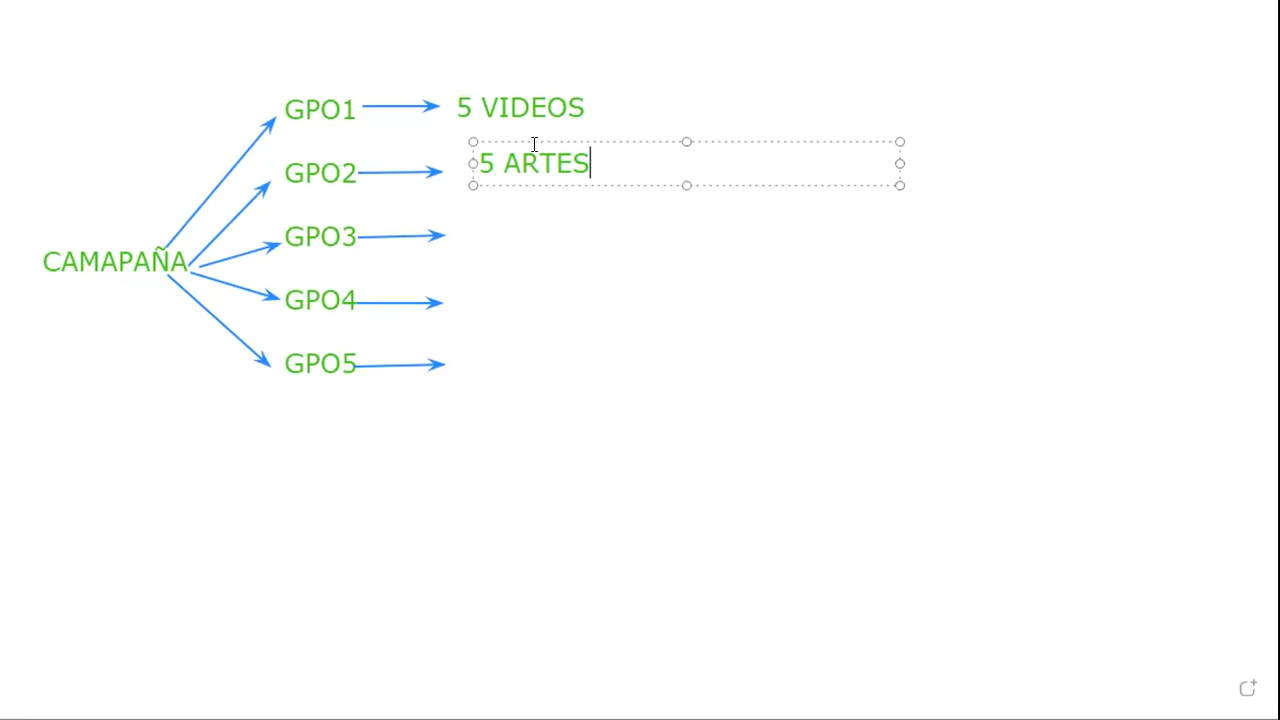 GPO1 5 VIDEOS
GPO2 5 ARTES
GPO3
CAMAPAÑA
GPO4
GPO5